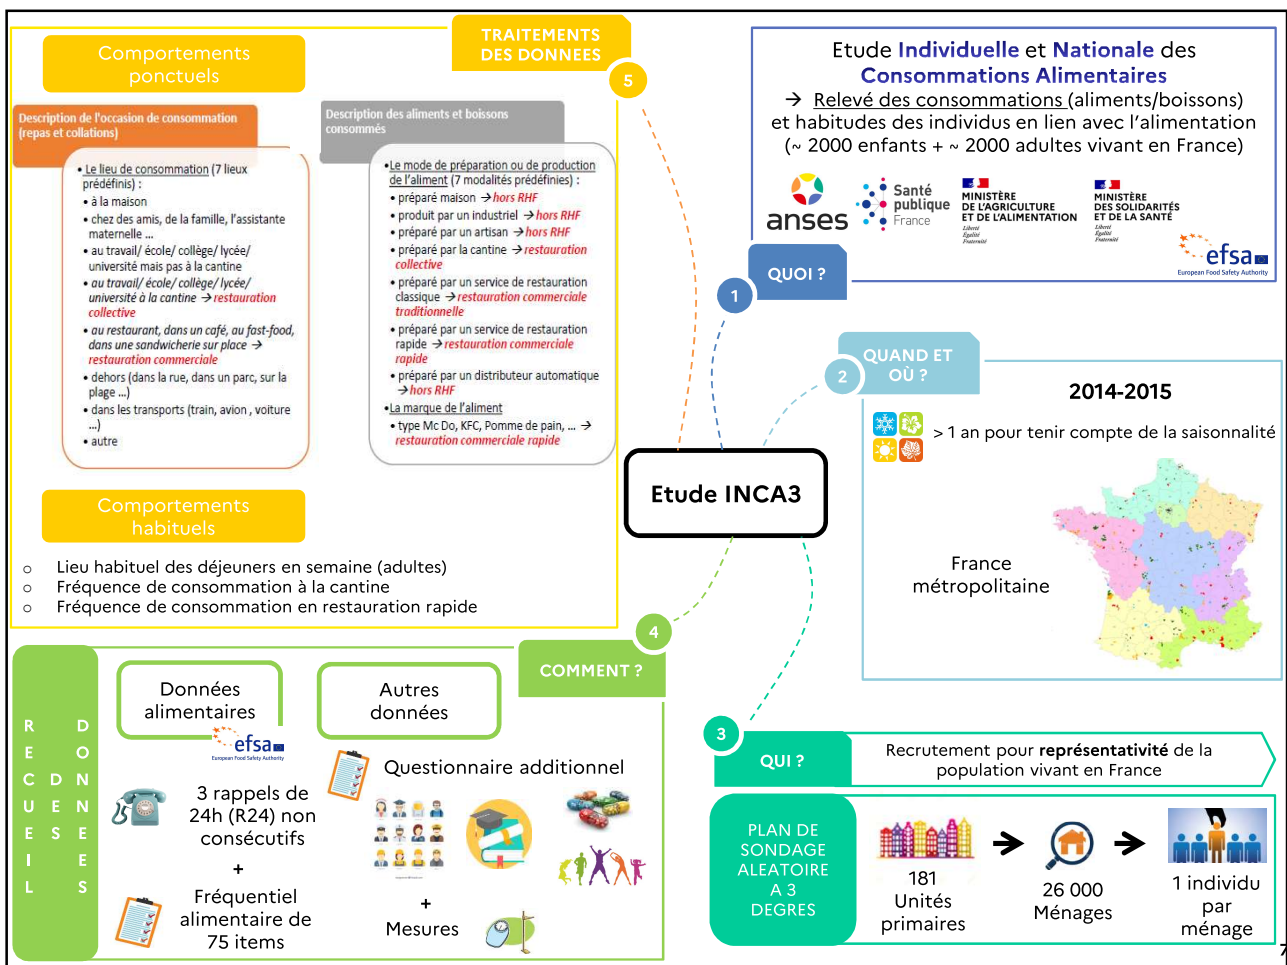 TRAITEMENTS
DES DONNEES
5
Comportements
ponctuels
Description de l'occasion de consommation
(repas et collations)
• Le lieu de consommation (7 lieux
prédéfinis) :
• à la maison
• chez des amis, de la famille, l'assistante
maternelle ...
• au travail/ école/ collège/ lycée/
université mais pas à la cantine
• au travail/ école/ collège/ lycée/
université à la cantine → restauration
collective
• au restaurant, dans un café, au fast-food,
dans une sandwicherie sur place →
restauration commerciale
• dehors (dans la rue, dans un parc, sur la
plage ...)
• dans les transports (train, avion , voiture
...)
• autre
Description des aliments et boissons
consommés
• Le mode de préparation ou de production
de l'aliment (7 modalités prédéfinies) :
• préparé maison → hors RHF
• produit par un industriel → hors RHF
• préparé par un artisan → hors RHF
• préparé par la cantine → restauration
collective
• préparé par un service de restauration
classique → restauration commerciale
traditionnelle
• préparé par un service de restauration
rapide → restauration commerciale
rapide
• préparé par un distributeur automatique
→ hors RHF
• La marque de l'aliment
• type Mc Do, KFC, Pomme de pain, ... →
restauration commerciale rapide
Comportements
habituels
o Lieu habituel des déjeuners en semaine (adultes)
o Fréquence de consommation à la cantine
o Fréquence de consommation en restauration rapide
Etude Individuelle et Nationale des
Consommations Alimentaires
→ Relevé des consommations (aliments/boissons)
et habitudes des individus en lien avec l'alimentation
(~ 2000 enfants + ~ 2000 adultes vivant en France)
anses
Santé
publique
France
MINISTÈRE
DE L'AGRICULTURE
ET DE L'ALIMENTATION
Liberté
Égalité
Fraternité
MINISTÈRE
DES SOLIDARITÉS
ET DE LA SANTÉ
Liberté
Égalité
Fraternité
efsa
European Food Safety Authority
1
QUOI ?
2
QUAND ET
OÙ ?
2014-2015
> 1 an pour tenir compte de la saisonnalité
France
métropolitaine
Etude INCA3
3
QUI ?
Recrutement pour représentativité de la
population vivant en France
PLAN DE
SONDAGE
ALEATOIRE
A 3
DEGRES
181
Unités
primaires
26 000
Ménages
1 individu
par
ménage
4
COMMENT ?
RECUEIL
DES
DONNEES
Données
alimentaires
efsa
European Food Safety Authority
3 rappels de
24h (R24) non
consécutifs
+
Fréquentiel
alimentaire de
75 items
Autres
données
Questionnaire additionnel
+
Mesures
7